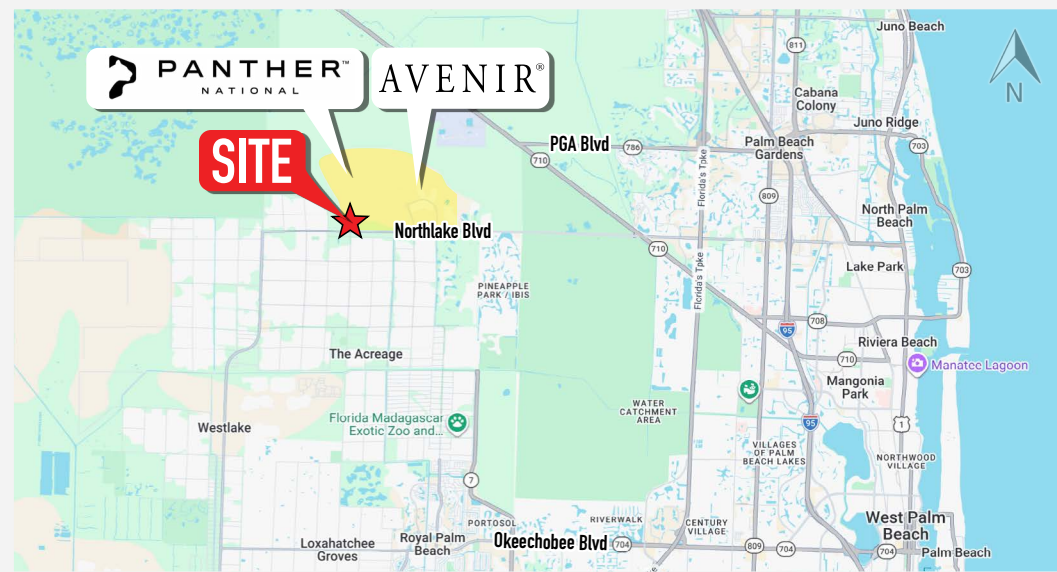 Juno Beach
811
N
PANTHER™
NATIONAL
AVENIR®
Cabana
Colony
Juno Ridge
SITE
PGA Blvd
786
710
Palm Beach
Gardens
703
Florida's Tpke
809
North Palm
Beach
Northlake Blvd
710
Lake Park
703
Florida's Tpke
PINEAPPLE
PARK / IBIS
95
708
Riviera Beach
The Acreage
710
Manatee Lagoon
Mangonia
Park
Florida Madagascar
Exotic Zoo and...
WATER
CATCHMENT
AREA
95
1
Westlake
VILLAGES
OF PALM
BEACH LAKES
NORTHWOOD
VILLAGE
7
PORTOSOL
RIVERWALK
CENTURY
VILLAGE
West Palm
Beach
Loxahatchee
Groves
Royal Palm
Beach
Okeechobee Blvd
704
809
704
704
Palm Beach